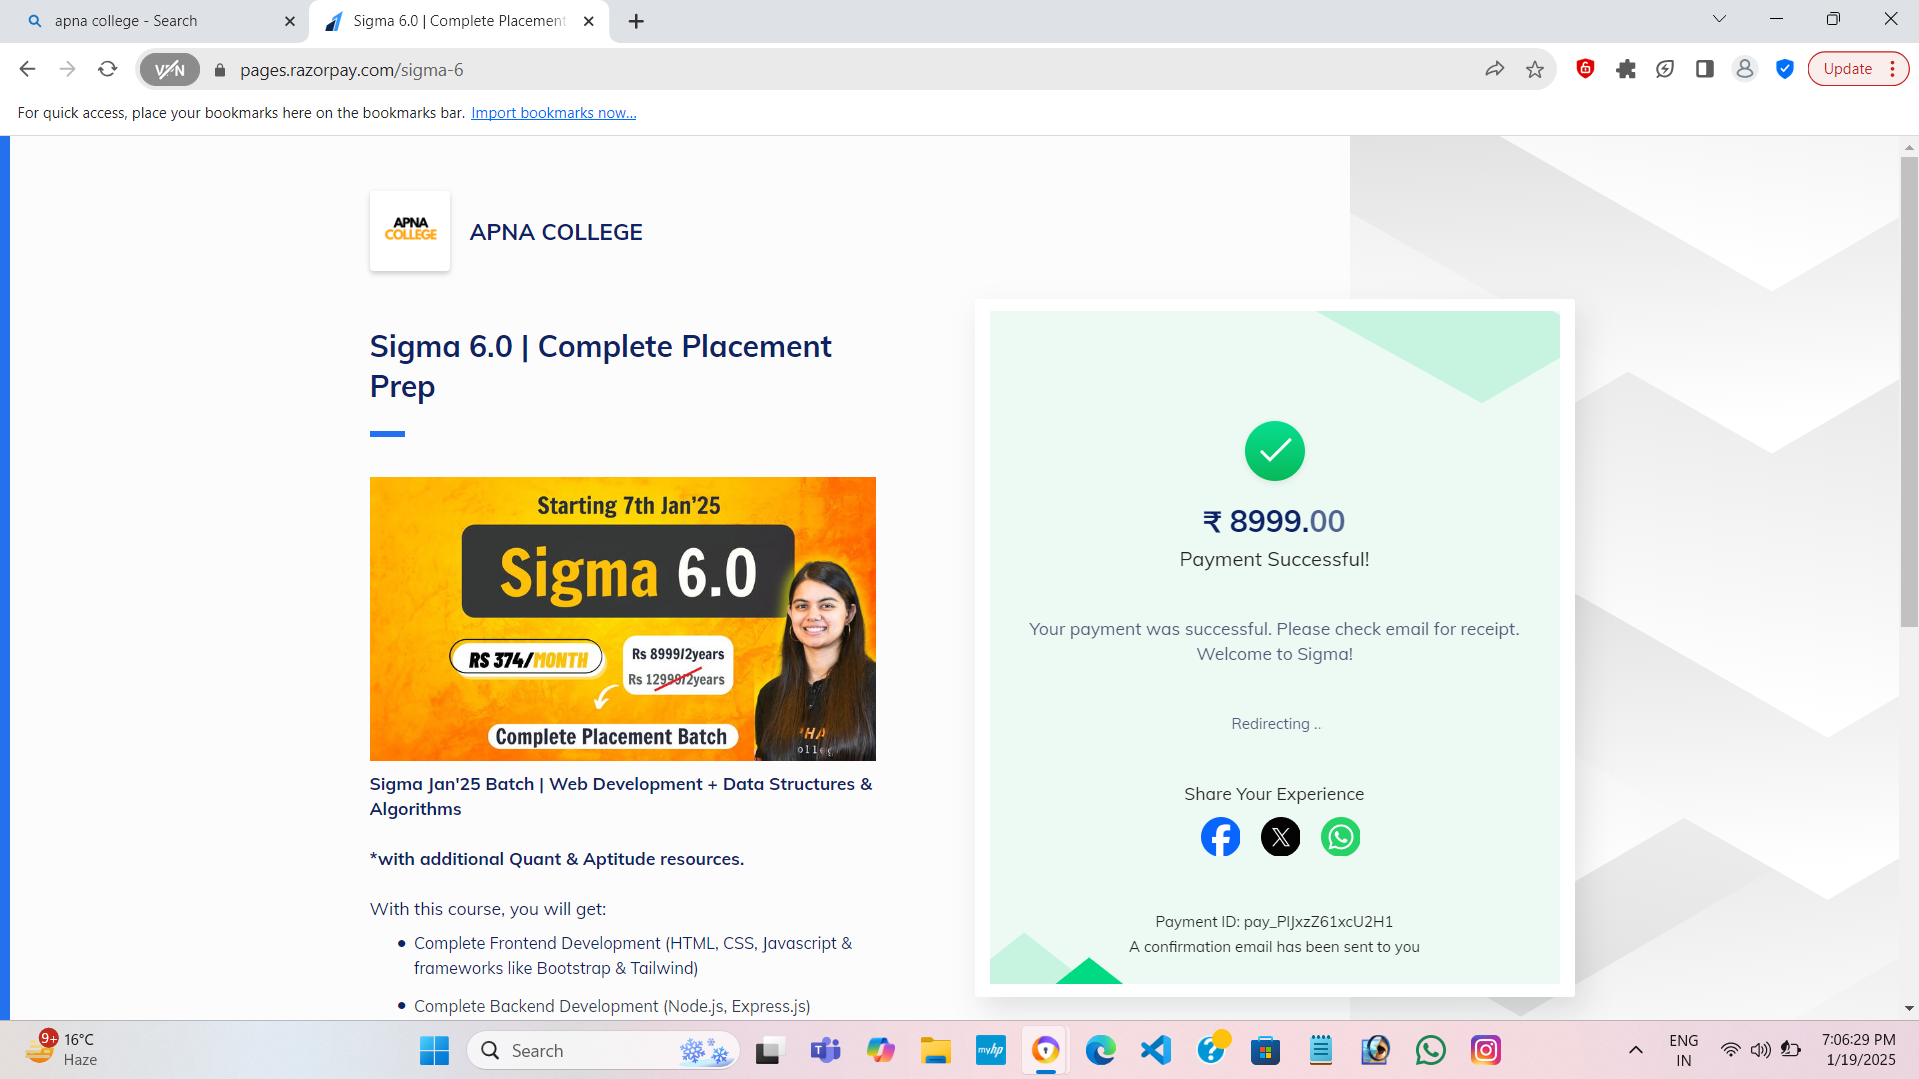 apna college - Search
Sigma 6.0 | Complete Placement
VPN
pages.razorpay.com/sigma-6
Update
For quick access, place your bookmarks here on the bookmarks bar. Import bookmarks now...
APNA
COLLEGE
APNA COLLEGE
Sigma 6.0 | Complete Placement
Prep
Starting 7th Jan'25
Sigma 6.0
RS 374/MONTH
Rs 8999/2years
Rs 12999/2years
Complete Placement Batch
Sigma Jan'25 Batch | Web Development + Data Structures &
Algorithms
*with additional Quant & Aptitude resources.
With this course, you will get:
• Complete Frontend Development (HTML, CSS, Javascript &
frameworks like Bootstrap & Tailwind)
• Complete Backend Development (Node.js, Express.js)
₹ 8999.00
Payment Successful!
Your payment was successful. Please check email for receipt.
Welcome to Sigma!
Redirecting ..
Share Your Experience
Payment ID: pay_PlJxzZ61xcU2H1
A confirmation email has been sent to you
9+
16°C
Haze
Search
myhp
ENG
IN
7:06:29 PM
1/19/2025